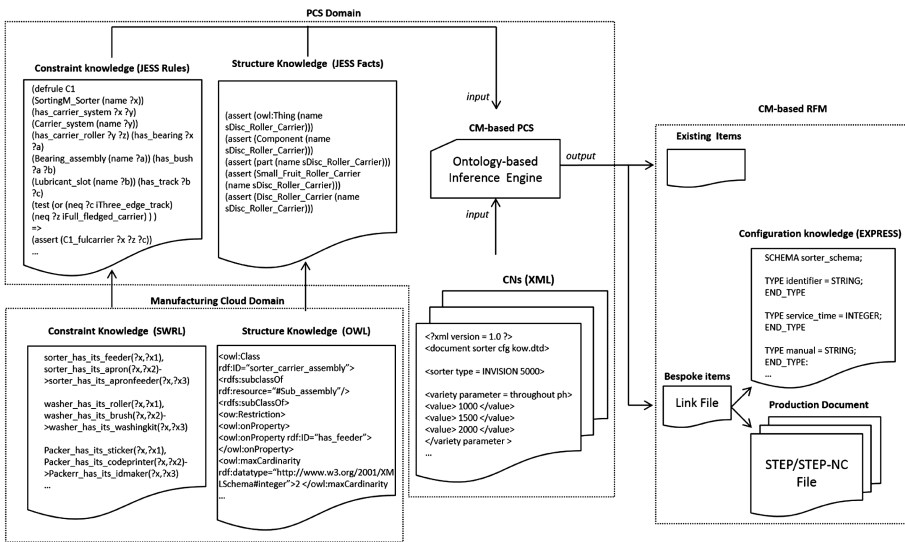 PCS Domain
Constraint knowledge (JESS Rules)
(defrule C1
(SortingM_Sorter (name ?x))
(has_carrier_system ?x ?y)
(Carrier_system (name ?y))
(has_carrier_roller ?y ?z) (has_bearing ?x
?a)
(Bearing_assembly (name ?a)) (has_bush
?a ?b)
(Lubricant_slot (name ?b)) (has_track ?b
?c)
(test (or (neq ?c iThree_edge_track)
(neq ?z iFull_fledged_carrier) ) )
=>
(assert (C1_fulcarrier ?x ?z ?c))
...
Structure Knowledge (JESS Facts)
(assert (owl:Thing (name
sDisc_Roller_Carrier)))
(assert (Component (name
sDisc_Roller_Carrier)))
(assert (part (name sDisc_Roller_Carrier)))
(assert (Small_Fruit_Roller_Carrier
(name sDisc_Roller_Carrier)))
(assert (Disc_Roller_Carrier (name
sDisc_Roller_Carrier)))
input
CM-based PCS
Ontology-based
Inference Engine
output
input
CNs (XML)
<?xml version = 1.0 ?>
<document sorter cfg kow.dtd>
<sorter type = INVISION 5000>
<variety parameter = throughout ph>
<value> 1000 </value>
<value> 1500 </value>
<value> 2000 </value>
</variety parameter >
...
Manufacturing Cloud Domain
Constraint Knowledge (SWRL)
sorter_has_its_feeder(?x,?x1),
sorter_has_its_apron(?x,?x2)-
>sorter_has_its_apronfeeder(?x,?x3)
washer_has_its_roller(?x,?x1),
washer_has_its_brush(?x,?x2)-
>washer_has_its_washingkit(?x,?x3)
Packer_has_its_sticker(?x,?x1),
Packer_has_its_codeprinter(?x,?x2)-
>Packerr_has_its_idmaker(?x,?x3)
...
Structure Knowledge (OWL)
<owl:Class
rdf:ID="sorter_carrier_assembly">
<rdfs:subclassOf
rdf:resource="#Sub_assembly"/>
<rdfs:subClassOf>
<ow:Restriction>
<owl:onProperty>
<owl:onProperty rdf:ID="has_feeder">
</owl:onProperty>
<owl:maxCardinarity
rdf:datatype="http://www.w3.org/2001/XM
LSchema#integer">2 </owl:maxCardinarity
...
CM-based RFM
Existing Items
Configuration knowledge (EXPRESS)
SCHEMA sorter_schema;
TYPE identifier = STRING;
END_TYPE
TYPE service_time = INTEGER;
END_TYPE
TYPE manual = STRING;
END_TYPE:
...
Bespoke items
Link File
Production Document
STEP/STEP-NC
File